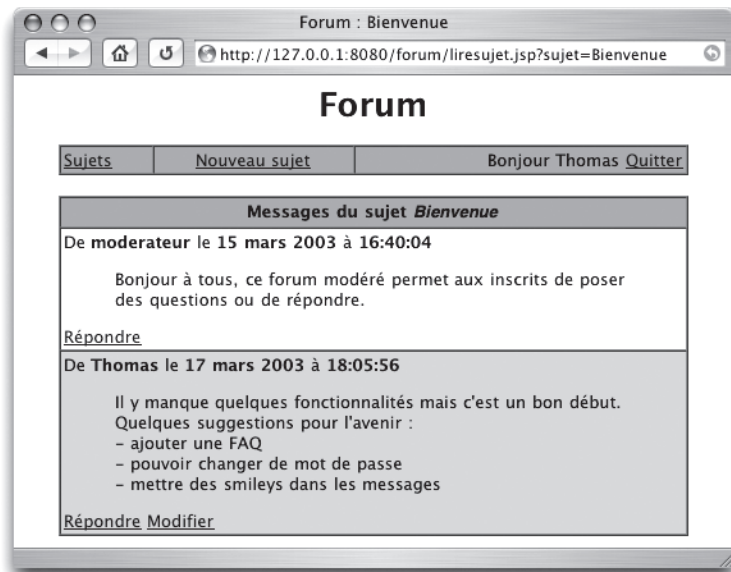 Forum : Bienvenue
http://127.0.0.1:8080/forum/liresujet.jsp?sujet=Bienvenue
Forum
Sujets Nouveau sujet Bonjour Thomas Quitter
Messages du sujet Bienvenue
De moderateur le 15 mars 2003 à 16:40:04
Bonjour à tous, ce forum modéré permet aux inscrits de poser
des questions ou de répondre.
Répondre
De Thomas le 17 mars 2003 à 18:05:56
Il y manque quelques fonctionnalités mais c'est un bon début.
Quelques suggestions pour l'avenir :
– ajouter une FAQ
– pouvoir changer de mot de passe
– mettre des smileys dans les messages
Répondre Modifier